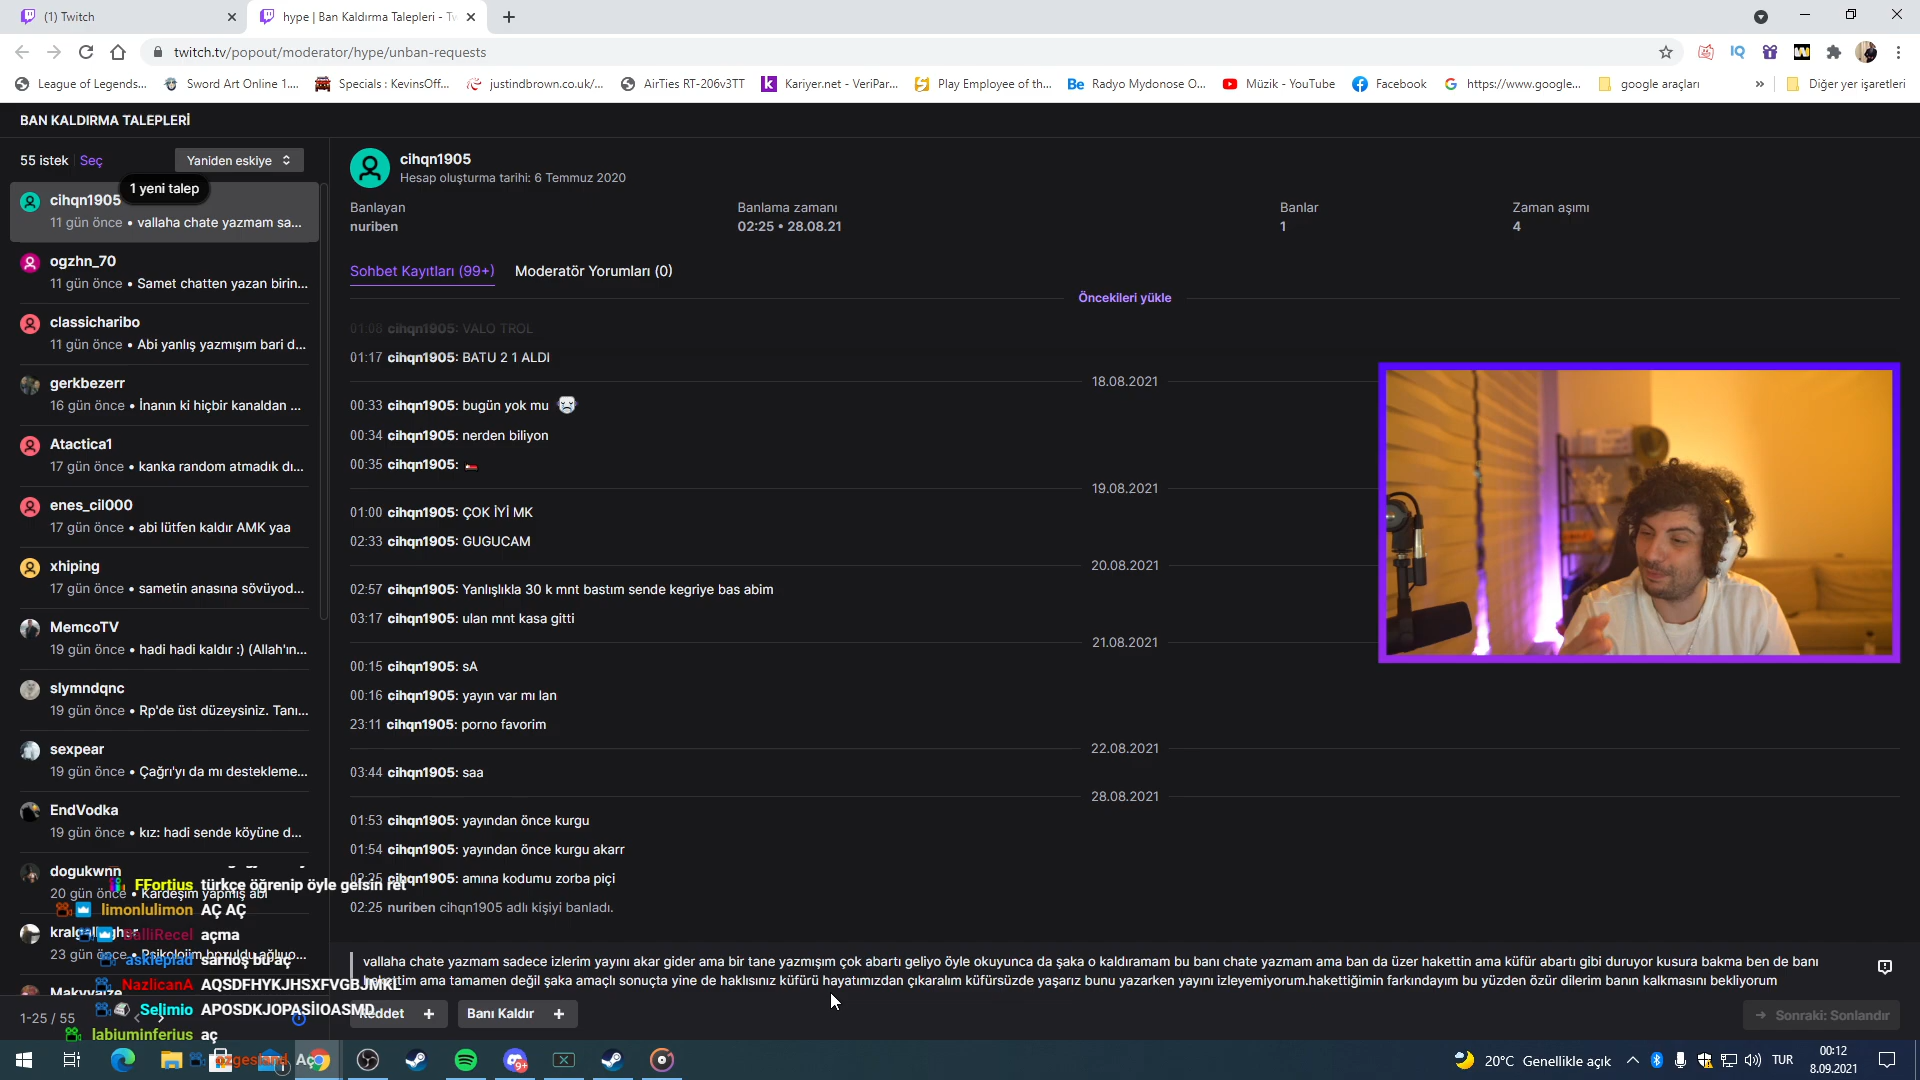 (1) Twitch
hype | Ban Kaldırma Talepleri - Tw
twitch.tv/popout/moderator/hype/unban-requests
League of Legends... Sword Art Online 1.... Specials : KevinsOff... justindbrown.co.uk/... AirTies RT-206v3TT Kariyer.net - VeriPar... Play Employee of th... Radyo Mydonose O... Müzik - YouTube Facebook https://www.google... google araçları » Diğer yer işaretleri
BAN KALDIRMA TALEPLERİ
55 istek Seç Yaniden eskiye
1 yeni talep
cihqn1905
11 gün önce • vallaha chate yazmam sa...
ogzhn_70
11 gün önce • Samet chatten yazan birin...
classicharibo
11 gün önce • Abi yanlış yazmışım bari d...
gerkbezerr
16 gün önce • İnanın ki hiçbir kanaldan ...
Atactica1
17 gün önce • kanka random atmadık dı...
enes_cil000
17 gün önce • abi lütfen kaldır AMK yaa
xhiping
17 gün önce • sametin anasına sövüyod...
MemcoTV
19 gün önce • hadi hadi kaldır :) (Allah'ın...
slymndqnc
19 gün önce • Rp'de üst düzeysiniz. Tanı...
sexpear
19 gün önce • Çağrı'yı da mı destekleme...
EndVodka
19 gün önce • kız: hadi sende köyüne d...
dogukwnn
20 gün önce • Kardeşim yapmış abi
23 gün önce • Psikolojim bozuldu ağlıyo...
1-25 / 55
FFortius türkçe öğrenip öyle gelsin ret
limonlulimon AÇ AÇ
BalliRecel açma
sarhoş bu aç
NazlicanA AQSDFHYKJHSXFVGBJMKL
Selimio APOSDKJOPASİİOASMD
labiuminferius aç
ozgesland Aç
cihqn1905
Hesap oluşturma tarihi: 6 Temmuz 2020
Banlayan Banlama zamanı Banlar Zaman aşımı
nuriben 02:25 • 28.08.21 1 4
Sohbet Kayıtları (99+) Moderatör Yorumları (0)
Öncekileri yükle
01:08 cihqn1905: VALO TROL
01:17 cihqn1905: BATU 2 1 ALDI
18.08.2021
00:33 cihqn1905: bugün yok mu
00:34 cihqn1905: nerden biliyon
00:35 cihqn1905:
19.08.2021
01:00 cihqn1905: ÇOK İYİ MK
02:33 cihqn1905: GUGUCAM
20.08.2021
02:57 cihqn1905: Yanlışlıkla 30 k mnt bastım sende kegriye bas abim
03:17 cihqn1905: ulan mnt kasa gitti
21.08.2021
00:15 cihqn1905: sA
00:16 cihqn1905: yayın var mı lan
23:11 cihqn1905: porno favorim
22.08.2021
03:44 cihqn1905: saa
28.08.2021
01:53 cihqn1905: yayından önce kurgu
01:54 cihqn1905: yayından önce kurgu akarr
02:25 cihqn1905: amına kodumu zorba piçi
02:25 nuriben cihqn1905 adlı kişiyi banladı.
vallaha chate yazmam sadece izlerim yayını akar gider ama bir tane yazmışım çok abartı geliyo öyle okuyunca da şaka o kaldıramam bu banı chate yazmam ama ban da üzer hakettin ama küfür abartı gibi duruyor kusura bakma ben de banı
hakettim ama tamamen değil şaka amaçlı sonuçta yine de haklısınız küfürü hayatımızdan çıkaralım küfürsüzde yaşarız bunu yazarken yayını izleyemiyorum.hakettiğimin farkındayım bu yüzden özür dilerim banın kalkmasını bekliyorum
Reddet + Banı Kaldır + → Sonraki: Sonlandır
20°C Genellikle açık TUR 00:12
8.09.2021